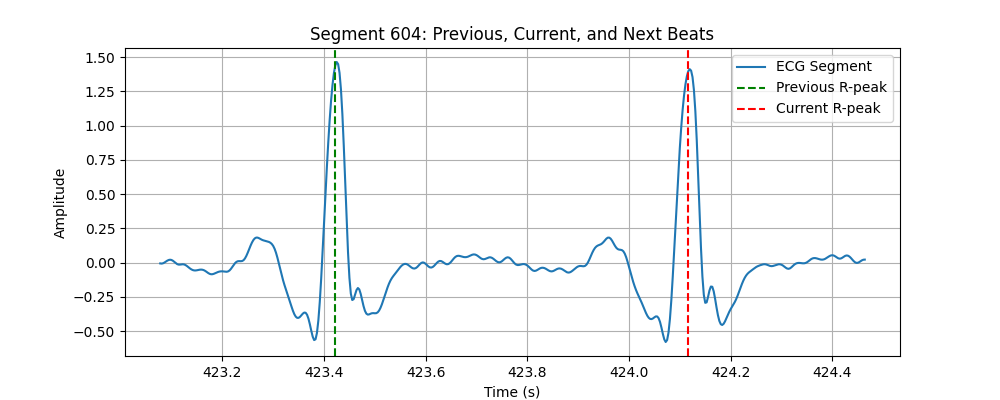 Segment 604: Previous, Current, and Next Beats
1.50
1.25
1.00
0.75
0.50
0.25
0.00
−0.25
−0.50
Amplitude
ECG Segment
Previous R-peak
Current R-peak
423.2 423.4 423.6 423.8 424.0 424.2 424.4
Time (s)